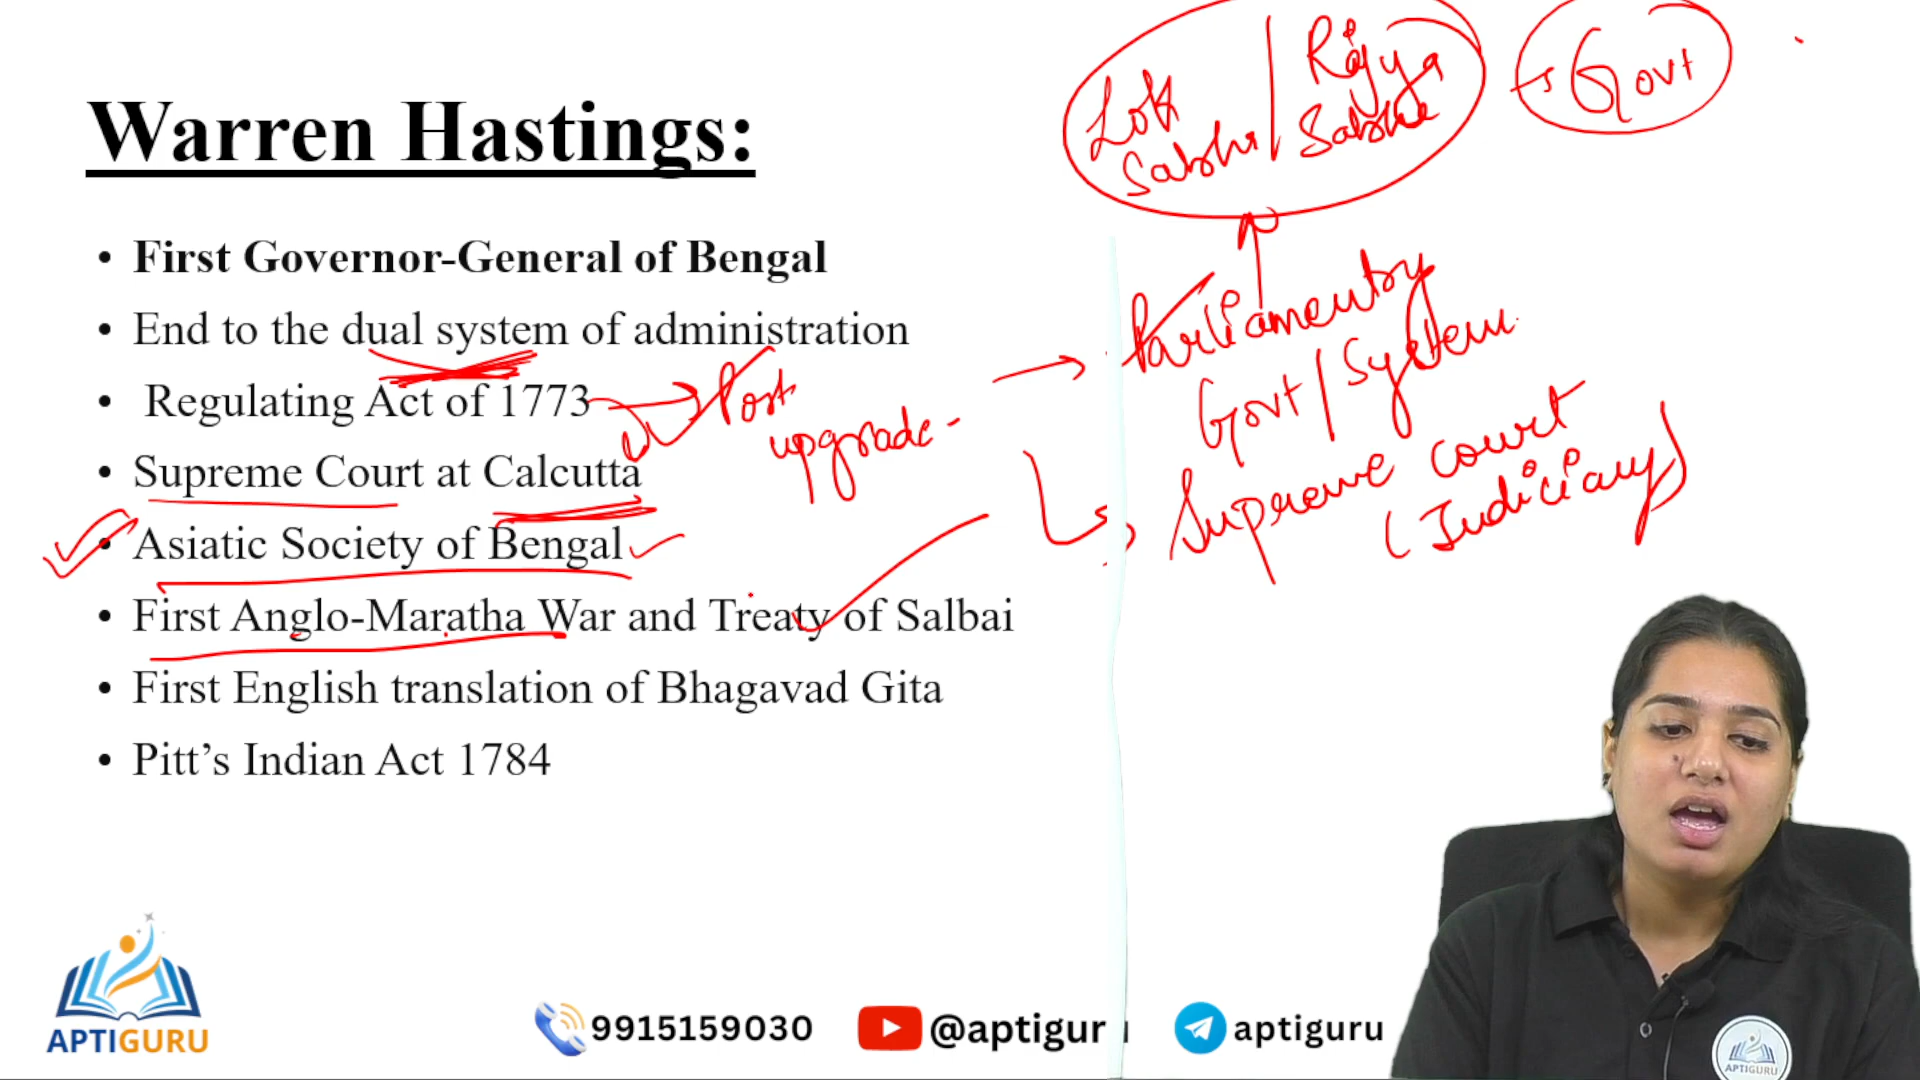 Warren Hastings:
• First Governor-General of Bengal
• End to the dual system of administration
• Regulating Act of 1773
• Supreme Court at Calcutta
• Asiatic Society of Bengal
• First Anglo-Maratha War and Treaty of Salbai
• First English translation of Bhagavad Gita
• Pitt’s Indian Act 1784
Post
upgrade
Lok
Sabha
Rajya
Sabha
Govt
Parliamentry
Govt / System
Supreme court
(Judiciary)
APTIGURU
9915159030
@aptiguru
aptiguru
APTIGURU